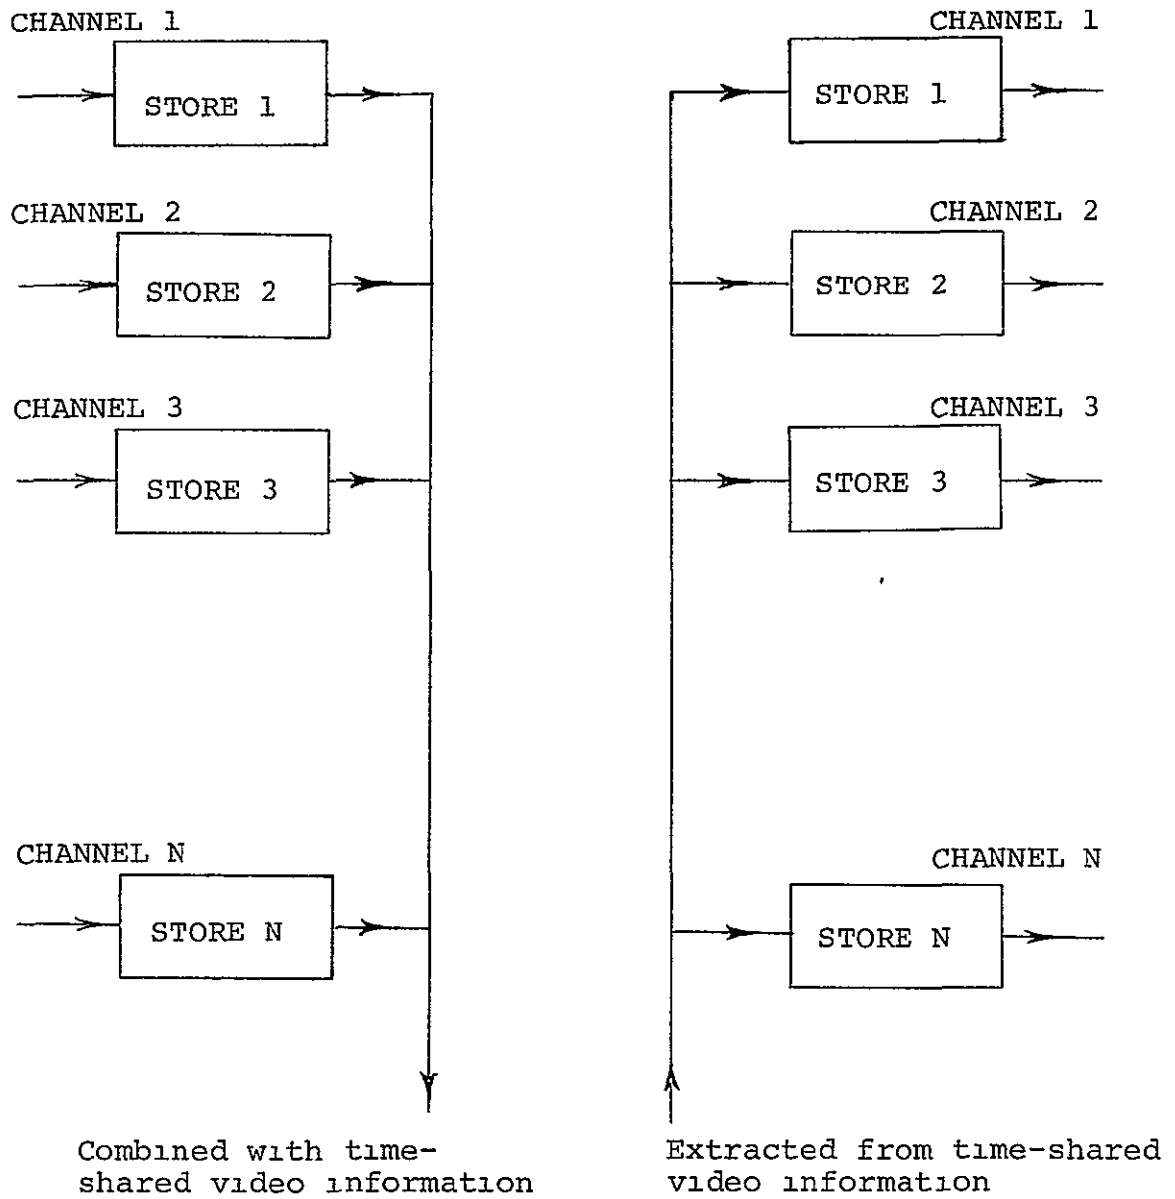 CHANNEL 1
STORE 1
CHANNEL 2
STORE 2
CHANNEL 3
STORE 3
CHANNEL N
STORE N
Combined with time-
shared video information
CHANNEL 1
STORE 1
CHANNEL 2
STORE 2
CHANNEL 3
STORE 3
CHANNEL N
STORE N
Extracted from time-shared
video information